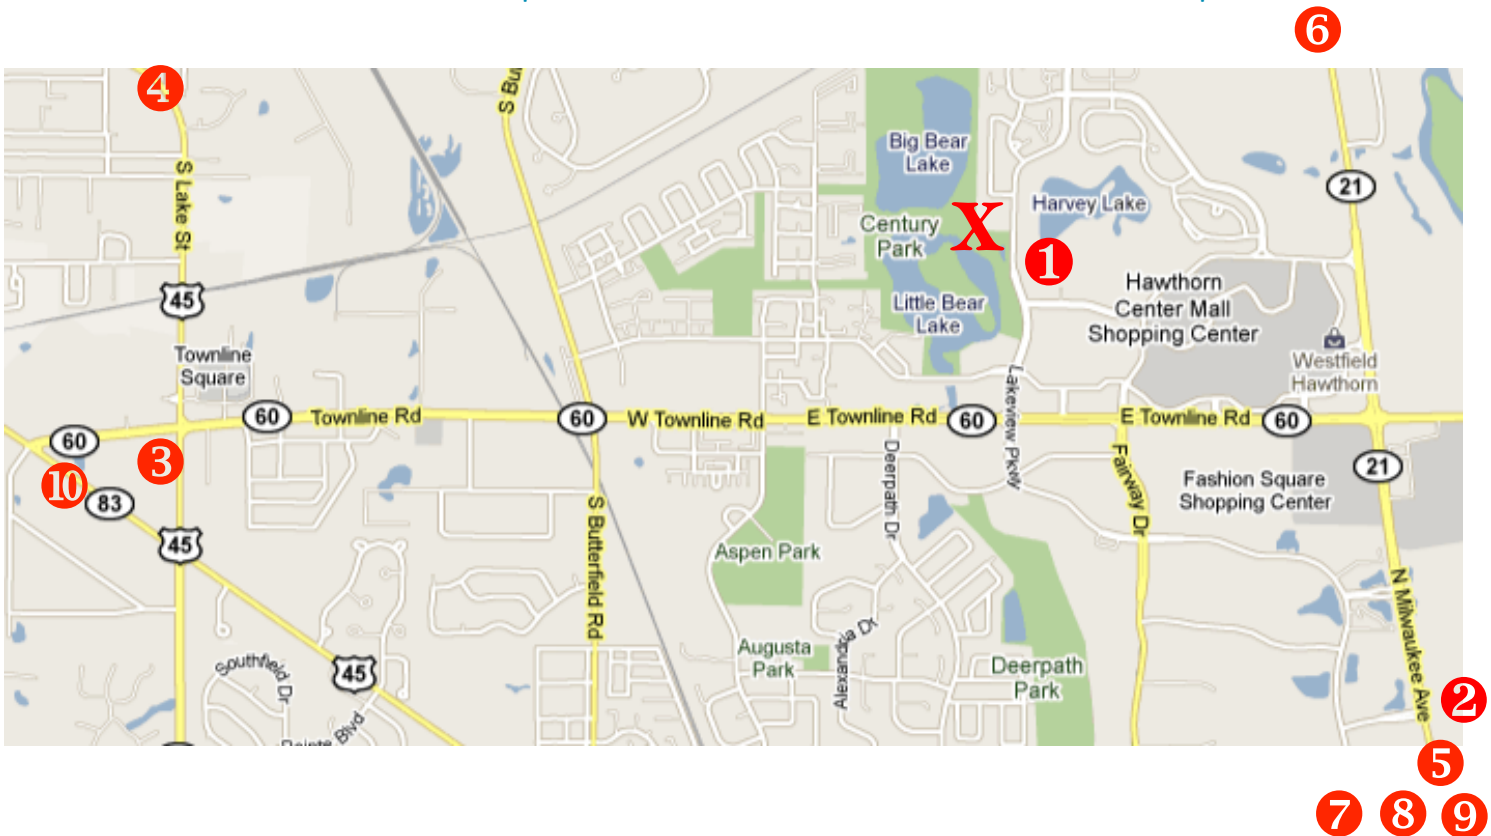 6
4
S Bu
Big Bear
Lake
S Lake St
21
Harvey Lake
X
Century
Park
1
45
Hawthorn
Center Mall
Shopping Center
Little Bear
Lake
Townline
Square
Westfield
Hawthorn
Lakeview Pkwy
60
Townline Rd
60
W Townline Rd
E Townline Rd
60
E Townline Rd
60
60
3
10
83
45
Deerpath Dr
Fairway Dr
21
Fashion Square
Shopping Center
S Butterfield Rd
Aspen Park
N Milwaukee Ave
Alexandria Dr
Augusta
Park
Southfield Dr
45
Deerpath
Park
2
Pointe Blvd
5
7
8
9